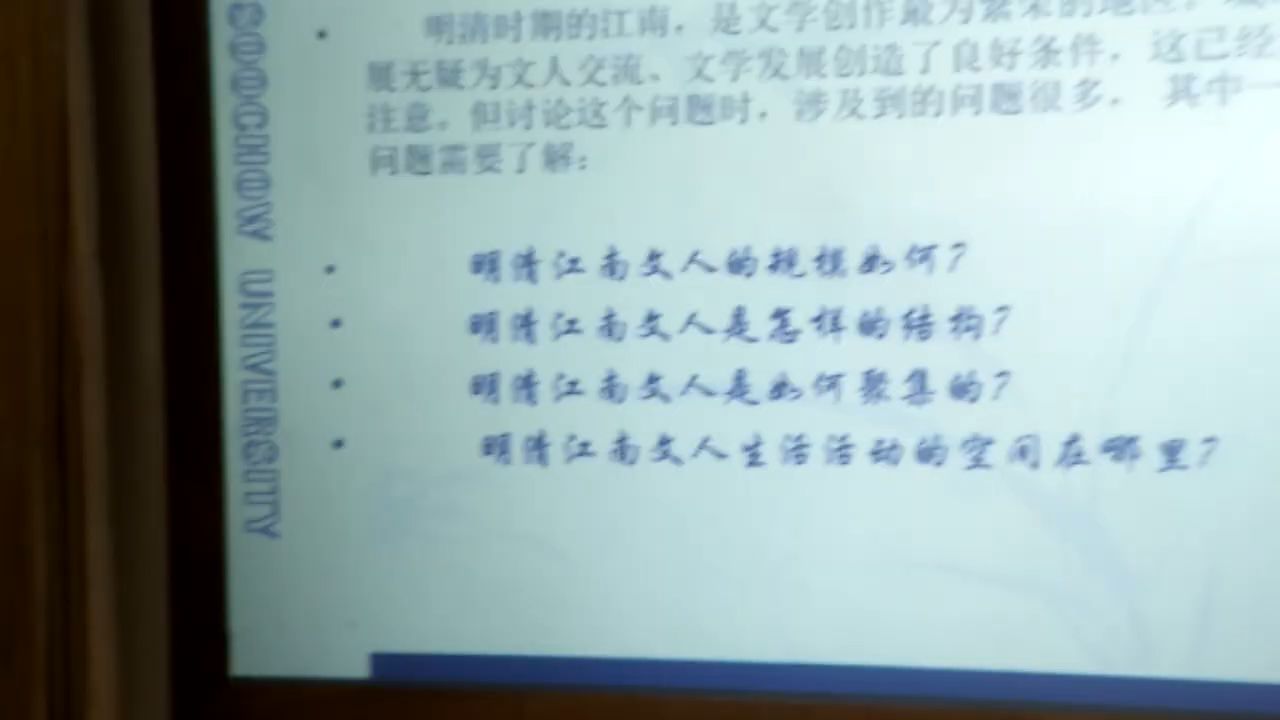 SOOCHOW UNIVERSITY
• 明清时期的江南，是文学创作最为繁荣的地区。
展无疑为文人交流、文学发展创造了良好条件，这已经
注意。但讨论这个问题时，涉及到的问题很多，其中一
问题需要了解：
• 明清江南文人的规模如何？
• 明清江南文人是怎样的结构？
• 明清江南文人是如何聚集的？
• 明清江南文人生活活动的空间在哪里？